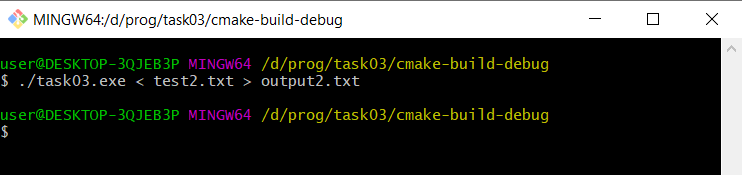 MINGW64:/d/prog/task03/cmake-build-debug
user@DESKTOP-3QJEB3P MINGW64 /d/prog/task03/cmake-build-debug
$ ./task03.exe < test2.txt > output2.txt
user@DESKTOP-3QJEB3P MINGW64 /d/prog/task03/cmake-build-debug
$